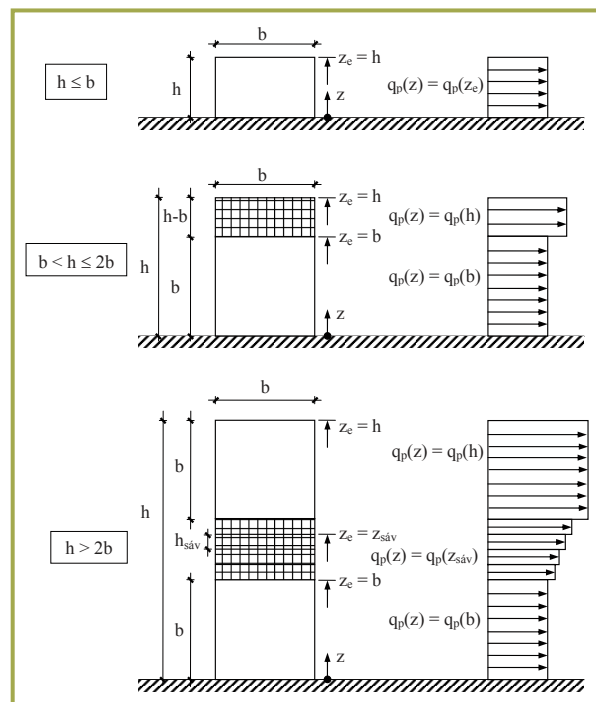 b
z_e = h
h ≤ b
h
z
q_p(z) = q_p(z_e)
b
h-b
z_e = h
q_p(z) = q_p(h)
z_e = b
b < h ≤ 2b
h
b
q_p(z) = q_p(b)
z
b
z_e = h
b
q_p(z) = q_p(h)
h
h > 2b
h_sáv
z_e = z_sáv
q_p(z) = q_p(z_sáv)
z_e = b
b
q_p(z) = q_p(b)
z